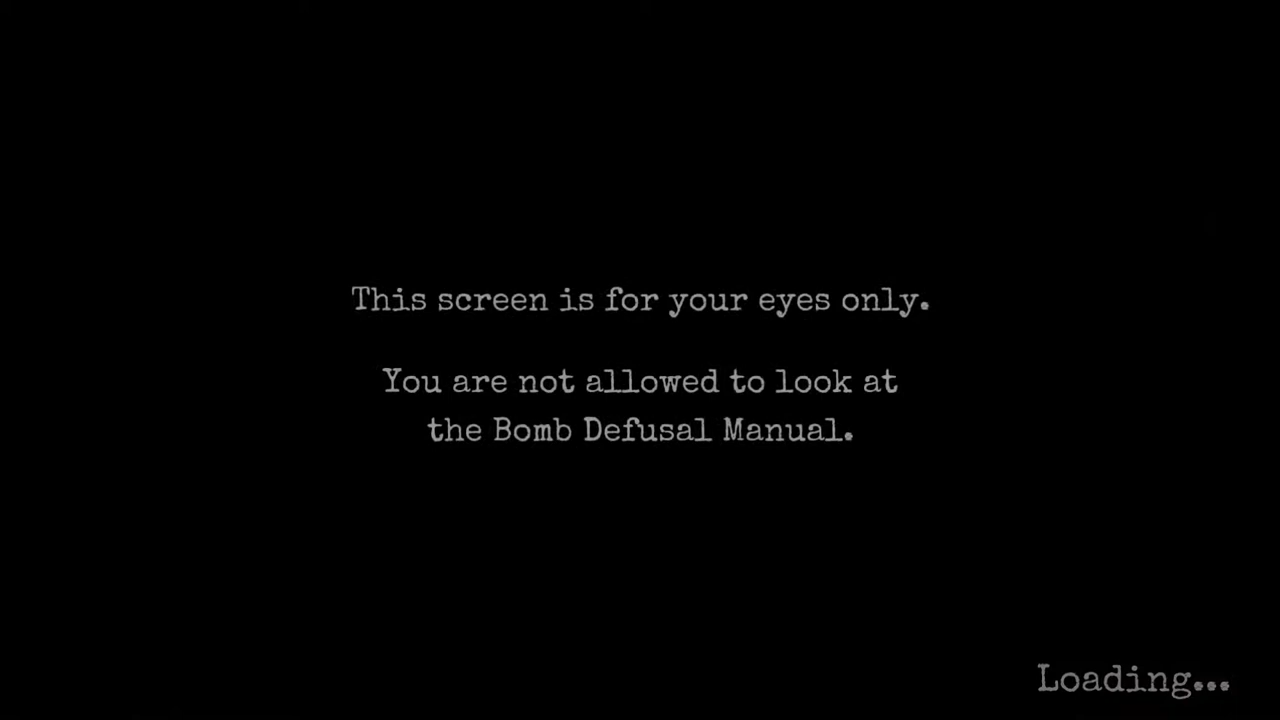 This screen is for your eyes only.
You are not allowed to look at
the Bomb Defusal Manual.
Loading...